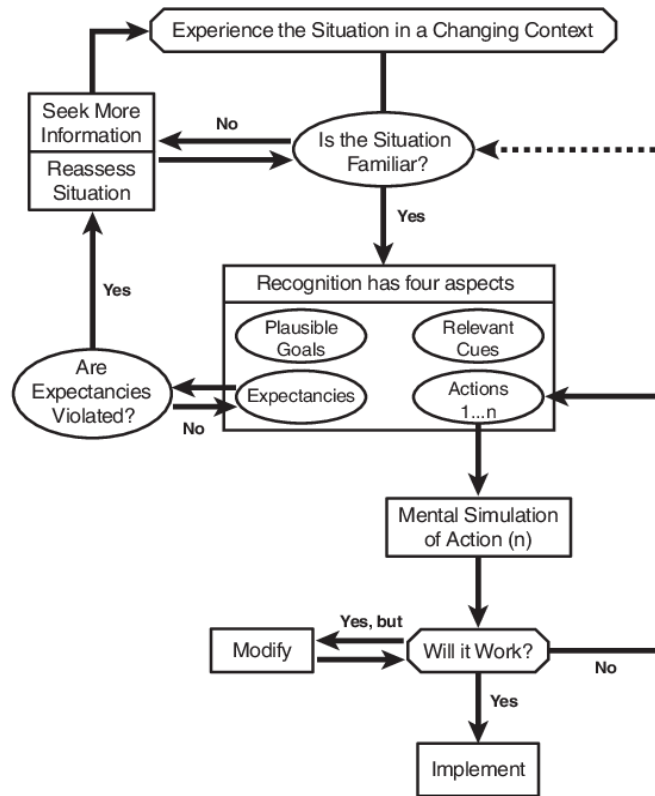 Experience the Situation in a Changing Context
Seek More
Information
No
Is the Situation
Familiar?
Reassess
Situation
Yes
Recognition has four aspects
Yes
Plausible
Goals
Relevant
Cues
Are
Expectancies
Violated?
Expectancies
Actions
1...n
No
Mental Simulation
of Action (n)
Yes, but
Modify
Will it Work?
No
Yes
Implement